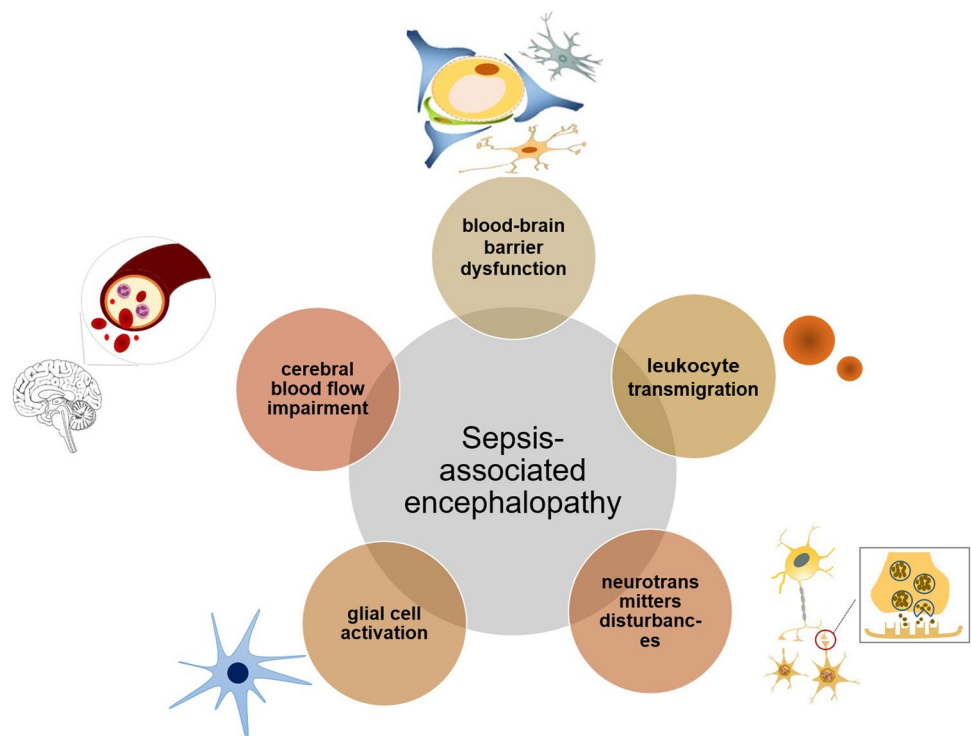 blood-brain
barrier
dysfunction
cerebral
blood flow
impairment
leukocyte
transmigration
Sepsis-
associated
encephalopathy
glial cell
activation
neurotrans
mitters
disturbanc-
es